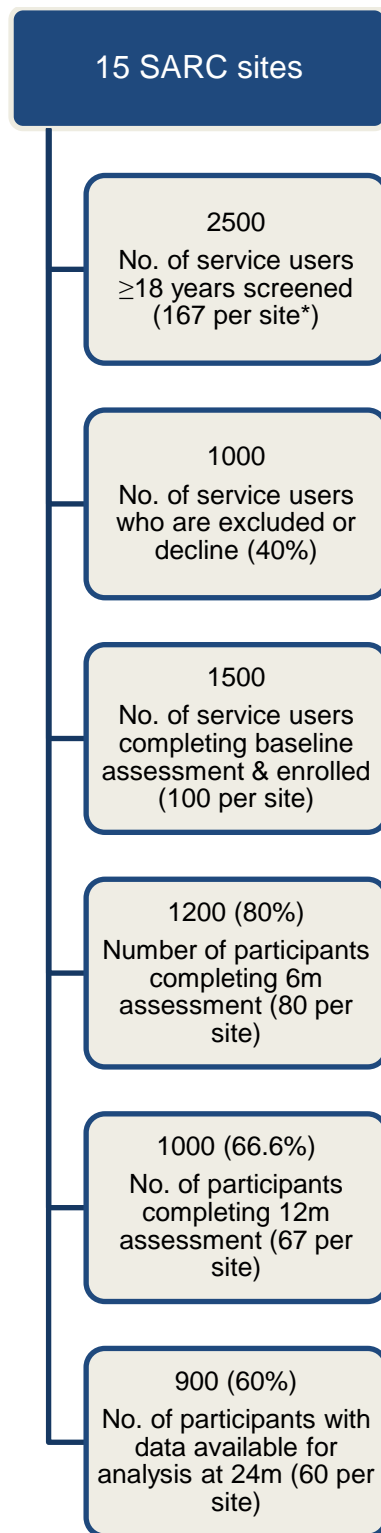 15 SARC sites
2500
No. of service users
≥18 years screened
(167 per site*)
1000
No. of service users
who are excluded or
decline (40%)
1500
No. of service users
completing baseline
assessment & enrolled
(100 per site)
1200 (80%)
Number of participants
completing 6m
assessment (80 per
site)
1000 (66.6%)
No. of participants
completing 12m
assessment (67 per
site)
900 (60%)
No. of participants with
data available for
analysis at 24m (60 per
site)